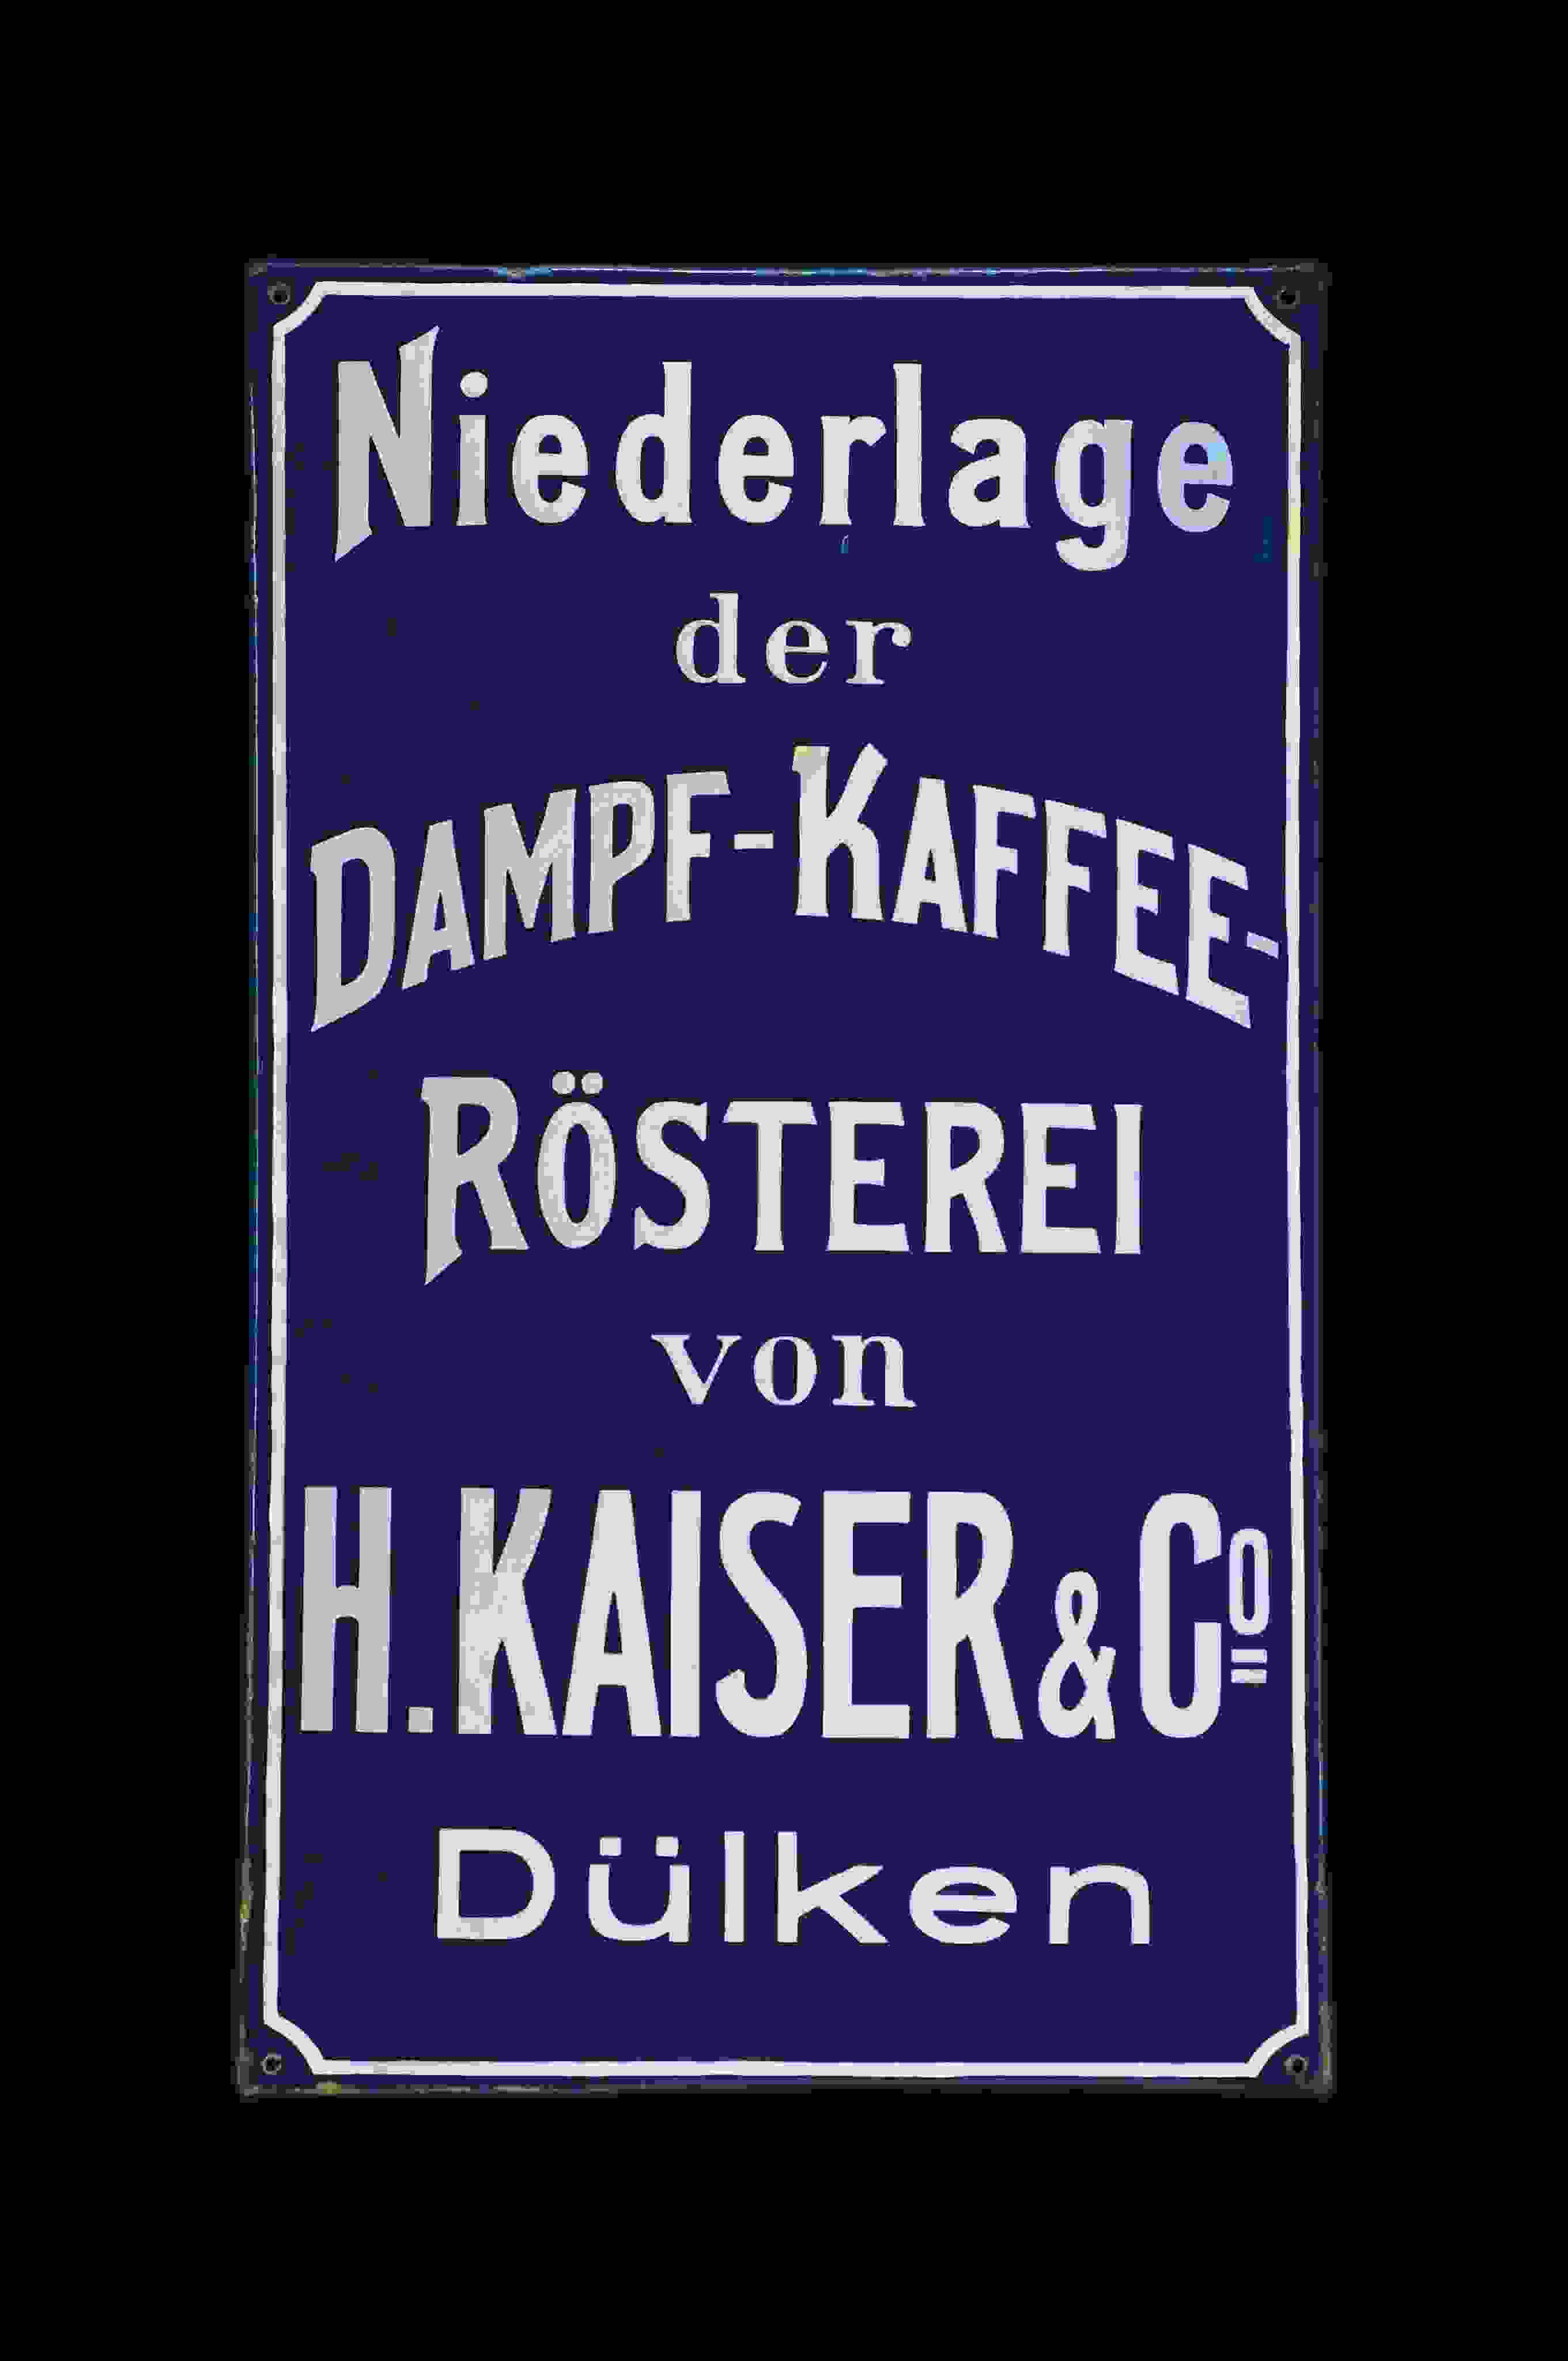 Niederlage
der
DAMPF-KAFFEE-
RÖSTEREI
von
H. KAISER & Co
Dülken